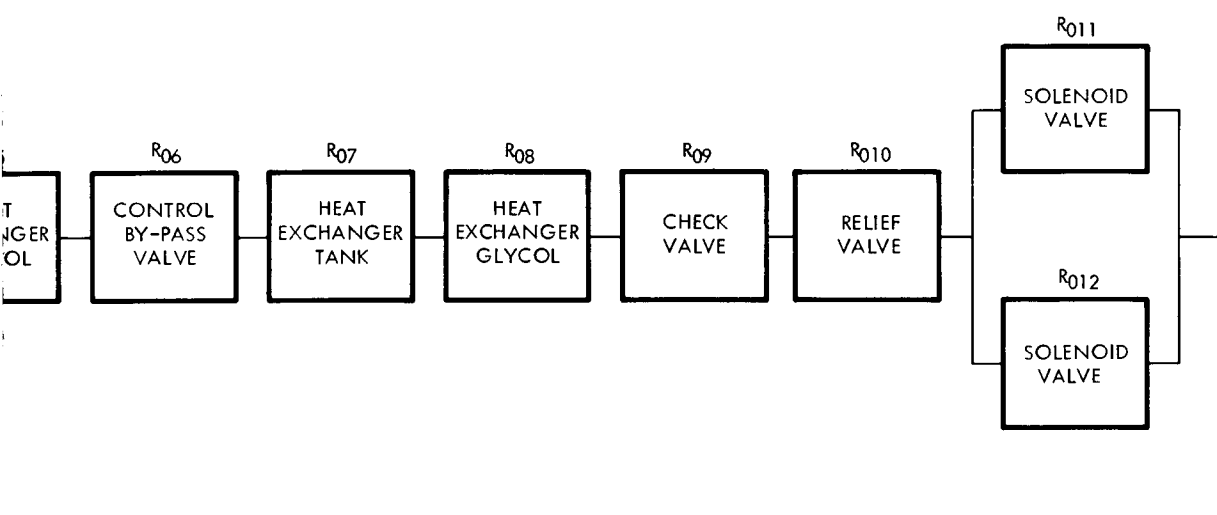 R011
SOLENOID
VALVE
R06
CONTROL
BY-PASS
VALVE
R07
HEAT
EXCHANGER
TANK
R08
HEAT
EXCHANGER
GLYCOL
R09
CHECK
VALVE
R010
RELIEF
VALVE
R012
SOLENOID
VALVE